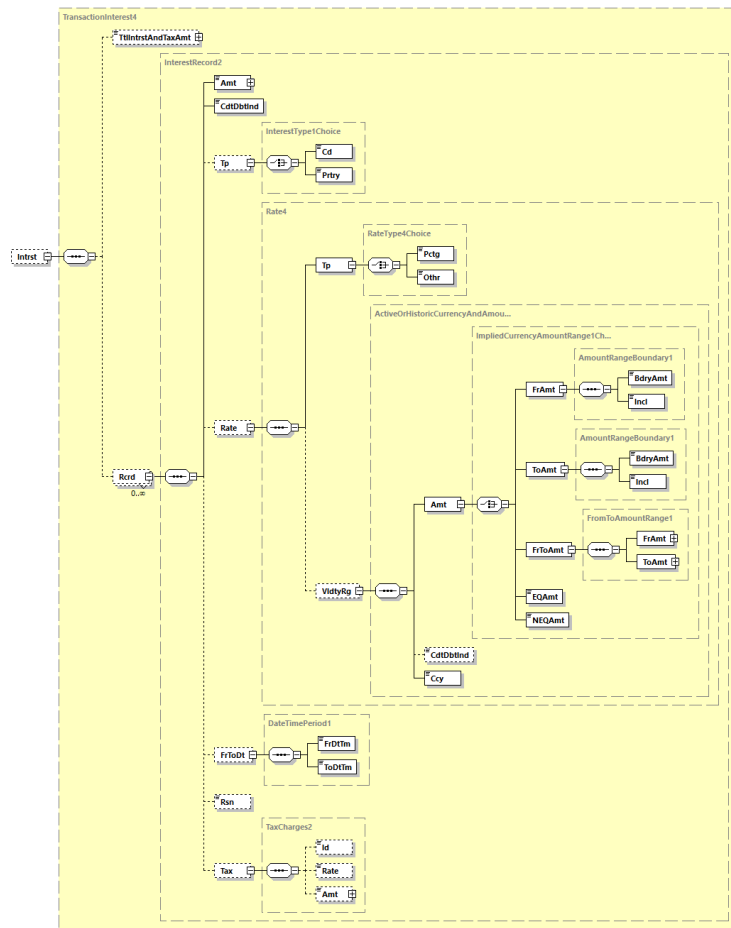 TransactionInterest4
TtlIntrstAndTaxAmt
InterestRecord2
Amt
CdtDbtInd
InterestType1Choice
Cd
Tp
Prtry
Rate4
RateType4Choice
Pctg
Intrst
Tp
Othr
ActiveOrHistoricCurrencyAndAmou...
ImpliedCurrencyAmountRange1Ch...
AmountRangeBoundary1
BdryAmt
FrAmt
Incl
Rate
AmountRangeBoundary1
BdryAmt
ToAmt
Incl
Rcrd
0..∞
Amt
FromToAmountRange1
FrAmt
FrToAmt
ToAmt
VldtyRg
EQAmt
NEQAmt
CdtDbtInd
Ccy
DateTimePeriod1
FrDtTm
FrToDt
ToDtTm
Rsn
TaxCharges2
Id
Tax
Rate
Amt